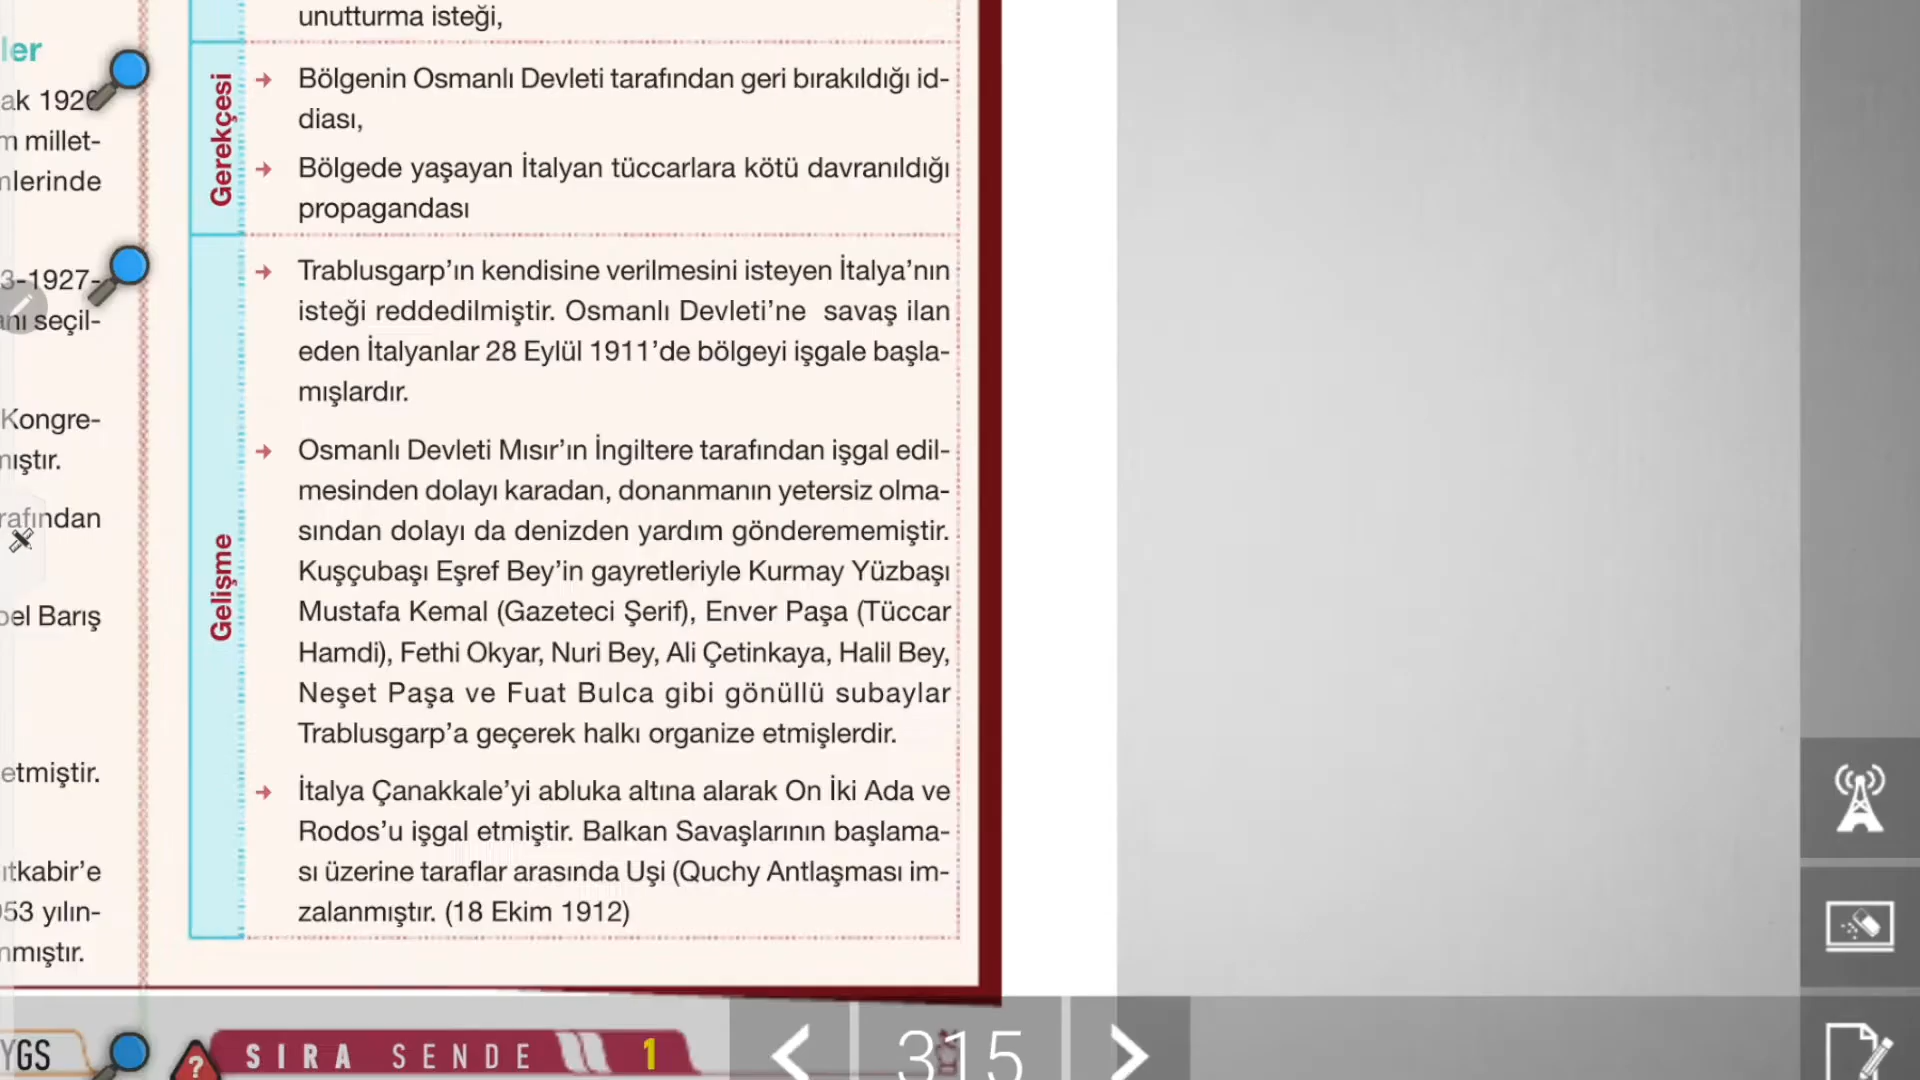 unutturma isteği,
Gerekçesi
→ Bölgenin Osmanlı Devleti tarafından geri bırakıldığı id-
diası,
→ Bölgede yaşayan İtalyan tüccarlara kötü davranıldığı
propagandası
Gelişme
→ Trablusgarp’ın kendisine verilmesini isteyen İtalya’nın
isteği reddedilmiştir. Osmanlı Devleti’ne savaş ilan
eden İtalyanlar 28 Eylül 1911’de bölgeyi işgale başla-
mışlardır.
→ Osmanlı Devleti Mısır’ın İngiltere tarafından işgal edil-
mesinden dolayı karadan, donanmanın yetersiz olma-
sından dolayı da denizden yardım gönderememiştir.
Kuşçubaşı Eşref Bey’in gayretleriyle Kurmay Yüzbaşı
Mustafa Kemal (Gazeteci Şerif), Enver Paşa (Tüccar
Hamdi), Fethi Okyar, Nuri Bey, Ali Çetinkaya, Halil Bey,
Neşet Paşa ve Fuat Bulca gibi gönüllü subaylar
Trablusgarp’a geçerek halkı organize etmişlerdir.
→ İtalya Çanakkale’yi abluka altına alarak On İki Ada ve
Rodos’u işgal etmiştir. Balkan Savaşlarının başlama-
sı üzerine taraflar arasında Uşi (Quchy Antlaşması im-
zalanmıştır. (18 Ekim 1912)
ler
ak 1920
m millet-
mlerinde
3-1927-
anı seçil-
Kongre-
mıştır.
rafından
bel Barış
etmiştir.
ıtkabir’e
953 yılın-
nmıştır.
YGS
? SIRA SENDE 1
315